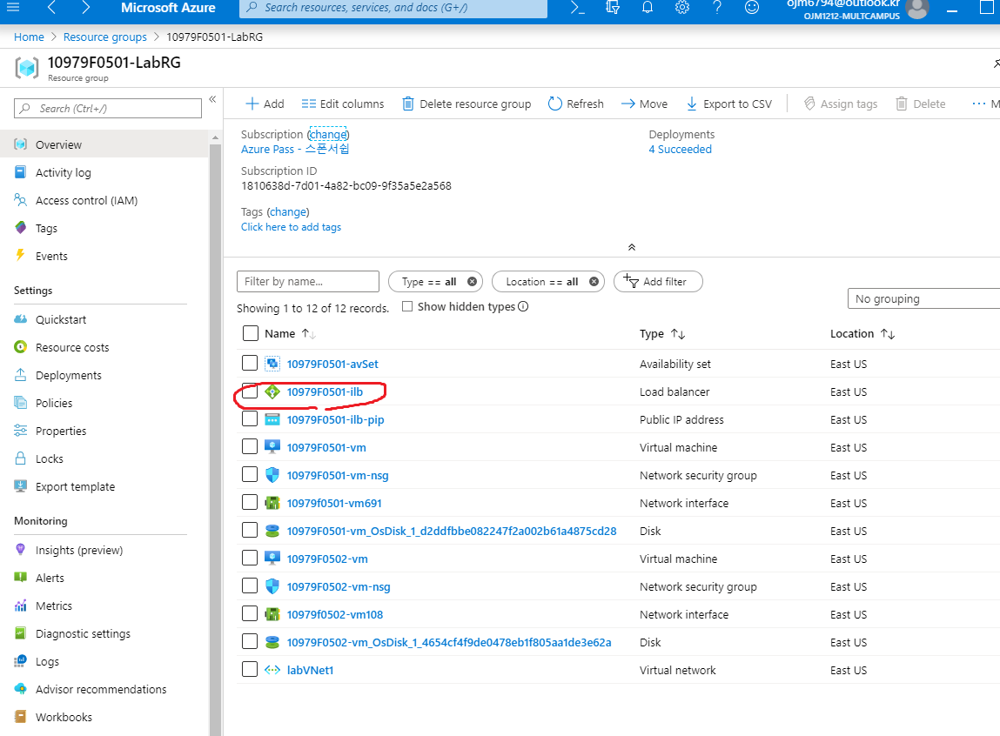 Microsoft Azure
Search resources, services, and docs (G+/)
ojm6794@outlook.kr
OJM1212-MULTCAMPUS
Home > Resource groups > 10979F0501-LabRG
10979F0501-LabRG
Resource group
Search (Ctrl+/)
«
Overview
Activity log
Access control (IAM)
Tags
Events
Settings
Quickstart
Resource costs
Deployments
Policies
Properties
Locks
Export template
Monitoring
Insights (preview)
Alerts
Metrics
Diagnostic settings
Logs
Advisor recommendations
Workbooks
Add Edit columns Delete resource group Refresh Move Export to CSV Assign tags Delete ··· M
Subscription (change)
Azure Pass - 스폰서쉽
Subscription ID
1810638d-7d01-4a82-bc09-9f35a5e2a568
Tags (change)
Click here to add tags
Deployments
4 Succeeded
Filter by name... Type == all Location == all Add filter
Showing 1 to 12 of 12 records. Show hidden types
No grouping
Name Type Location
10979F0501-avSet Availability set East US
10979F0501-ilb Load balancer East US
10979F0501-ilb-pip Public IP address East US
10979F0501-vm Virtual machine East US
10979F0501-vm-nsg Network security group East US
10979f0501-vm691 Network interface East US
10979F0501-vm_OsDisk_1_d2ddfbbe082247f2a002b61a4875cd28 Disk East US
10979F0502-vm Virtual machine East US
10979F0502-vm-nsg Network security group East US
10979f0502-vm108 Network interface East US
10979F0502-vm_OsDisk_1_4654cf4f9de0478eb1f805aa1de3e62a Disk East US
labVNet1 Virtual network East US